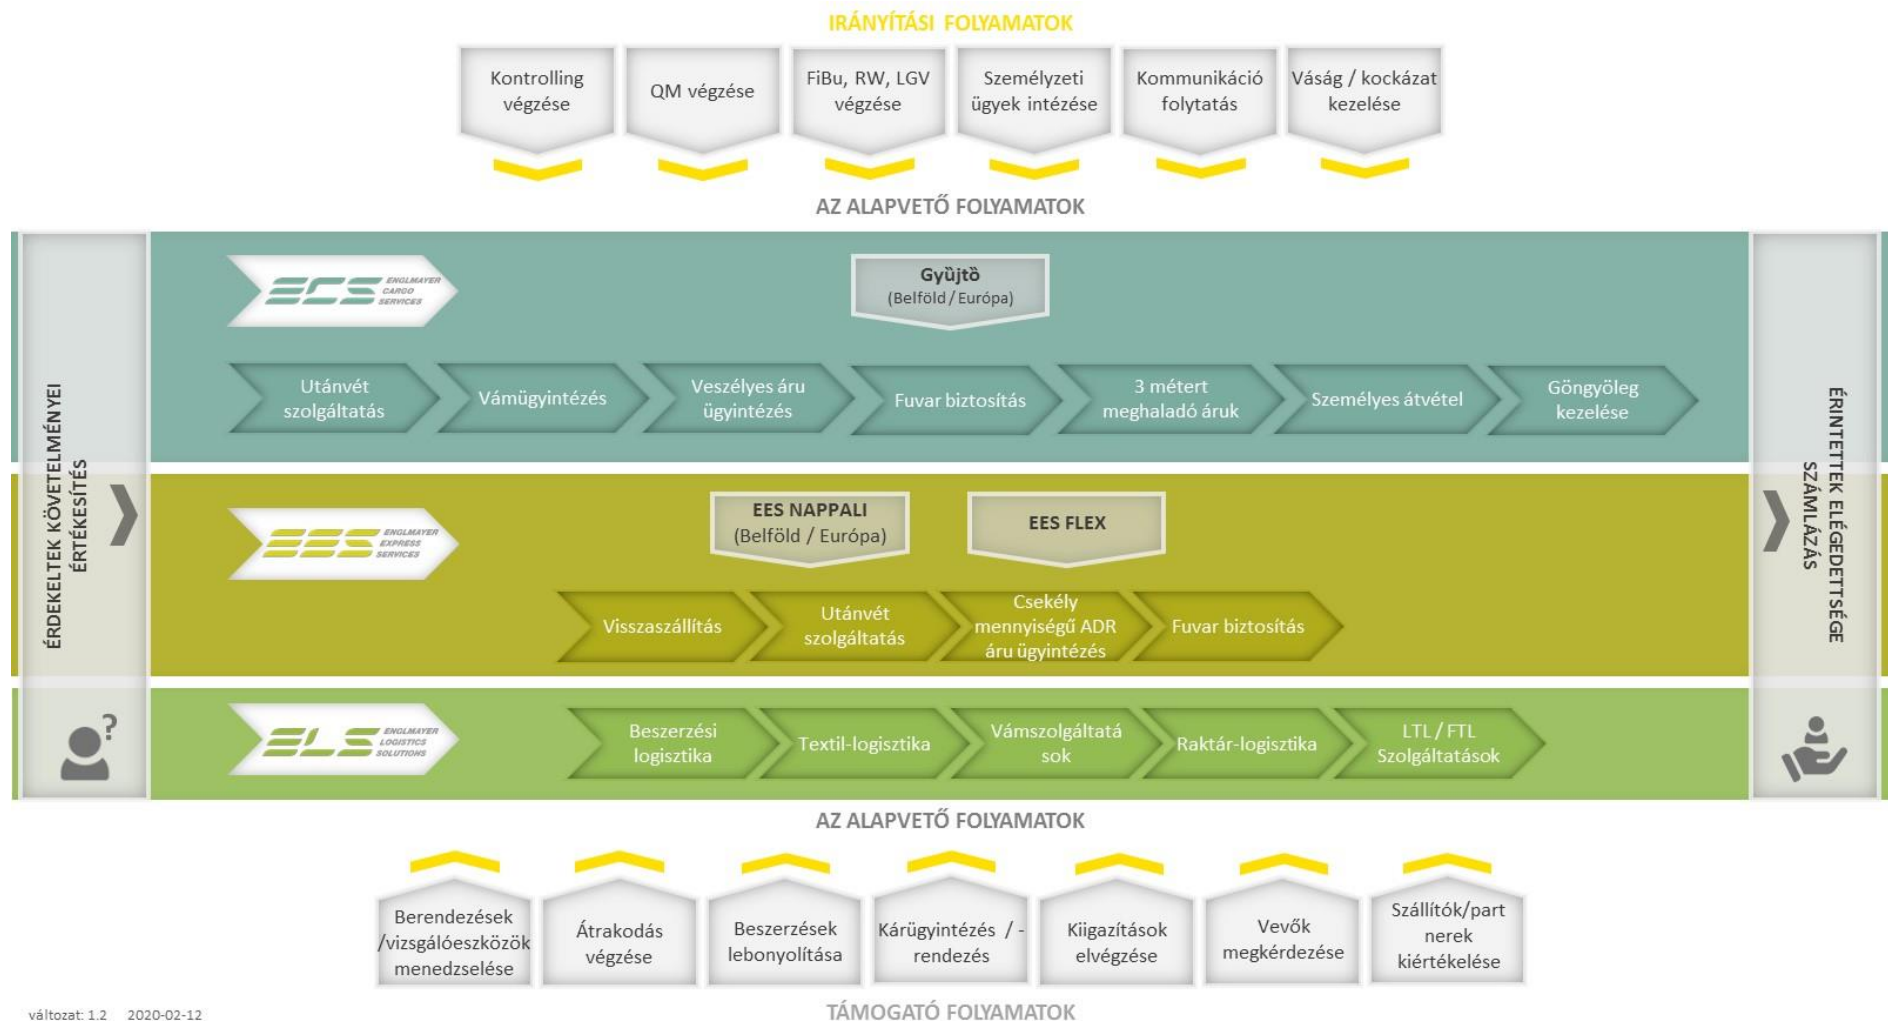 IRÁNYÍTÁSI FOLYAMATOK
Kontrolling
végzése
QM végzése
FiBu, RW, LGV
végzése
Személyzeti
ügyek intézése
Kommunikáció
folytatás
Váság / kockázat
kezelése
AZ ALAPVETŐ FOLYAMATOK
ÉRDEKELTEK KÖVETELMÉNYEI
ÉRTÉKESÍTÉS
ECS ENGLMAYER
CARGO
SERVICES
Gyűjtő
(Belföld / Európa)
Utánvét
szolgáltatás
Vámügyintézés
Veszélyes áru
ügyintézés
Fuvar biztosítás
3 métert
meghaladó áruk
Személyes átvétel
Göngyöleg
kezelése
EES ENGLMAYER
EXPRESS
SERVICES
EES NAPPALI
(Belföld / Európa)
EES FLEX
Visszaszállítás
Utánvét
szolgáltatás
Csekély
mennyiségű ADR
áru ügyintézés
Fuvar biztosítás
?
ELS ENGLMAYER
LOGISTICS
SOLUTIONS
Beszerzési
logisztika
Textil-logisztika
Vámszolgáltatá
sok
Raktár-logisztika
LTL / FTL
Szolgáltatások
ÉRINTETTEK ELÉGEDETTSÉGE
SZÁMLÁZÁS
AZ ALAPVETŐ FOLYAMATOK
Berendezések
/vizsgálóeszközök
menedzselése
Átrakodás
végzése
Beszerzések
lebonyolítása
Kárügyintézés / -
rendezés
Kiigazítások
elvégzése
Vevők
megkérdezése
Szállítók/part
nerek
kiértékelése
TÁMOGATÓ FOLYAMATOK
változat: 1.2 2020-02-12